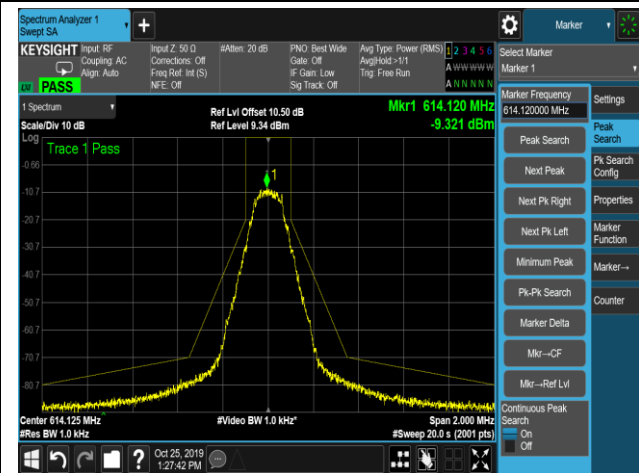 Spectrum Analyzer 1
Swept SA
Marker
KEYSIGHT
Input: RF
Coupling: AC
Align: Auto
Input Z: 50 Ω
Corrections: Off
Freq Ref: Int (S)
NFE: Off
#Atten: 20 dB
PNO: Best Wide
Gate: Off
IF Gain: Low
Sig Track: Off
Avg Type: Power (RMS)
Avg|Hold:>1/1
Trig: Free Run
1 2 3 4 5 6
A W W W W W
A N N N N N
PASS
Select Marker
Marker 1
1 Spectrum
Scale/Div 10 dB
Ref Lvl Offset 10.50 dB
Ref Level 9.34 dBm
Mkr1 614.120 MHz
-9.321 dBm
Log
Trace 1 Pass
1
-0.66
-10.7
-20.7
-30.7
-40.7
-50.7
-60.7
-70.7
-80.7
Center 614.125 MHz
#Res BW 1.0 kHz
#Video BW 1.0 kHz*
Span 2.000 MHz
#Sweep 20.0 s (2001 pts)
Marker Frequency
614.120000 MHz
Peak Search
Next Peak
Next Pk Right
Next Pk Left
Minimum Peak
Pk-Pk Search
Marker Delta
Mkr→CF
Mkr→Ref Lvl
Continuous Peak
Search
On
Off
Settings
Peak
Search
Pk Search
Config
Properties
Marker
Function
Marker→
Counter
?
Oct 25, 2019
1:27:42 PM